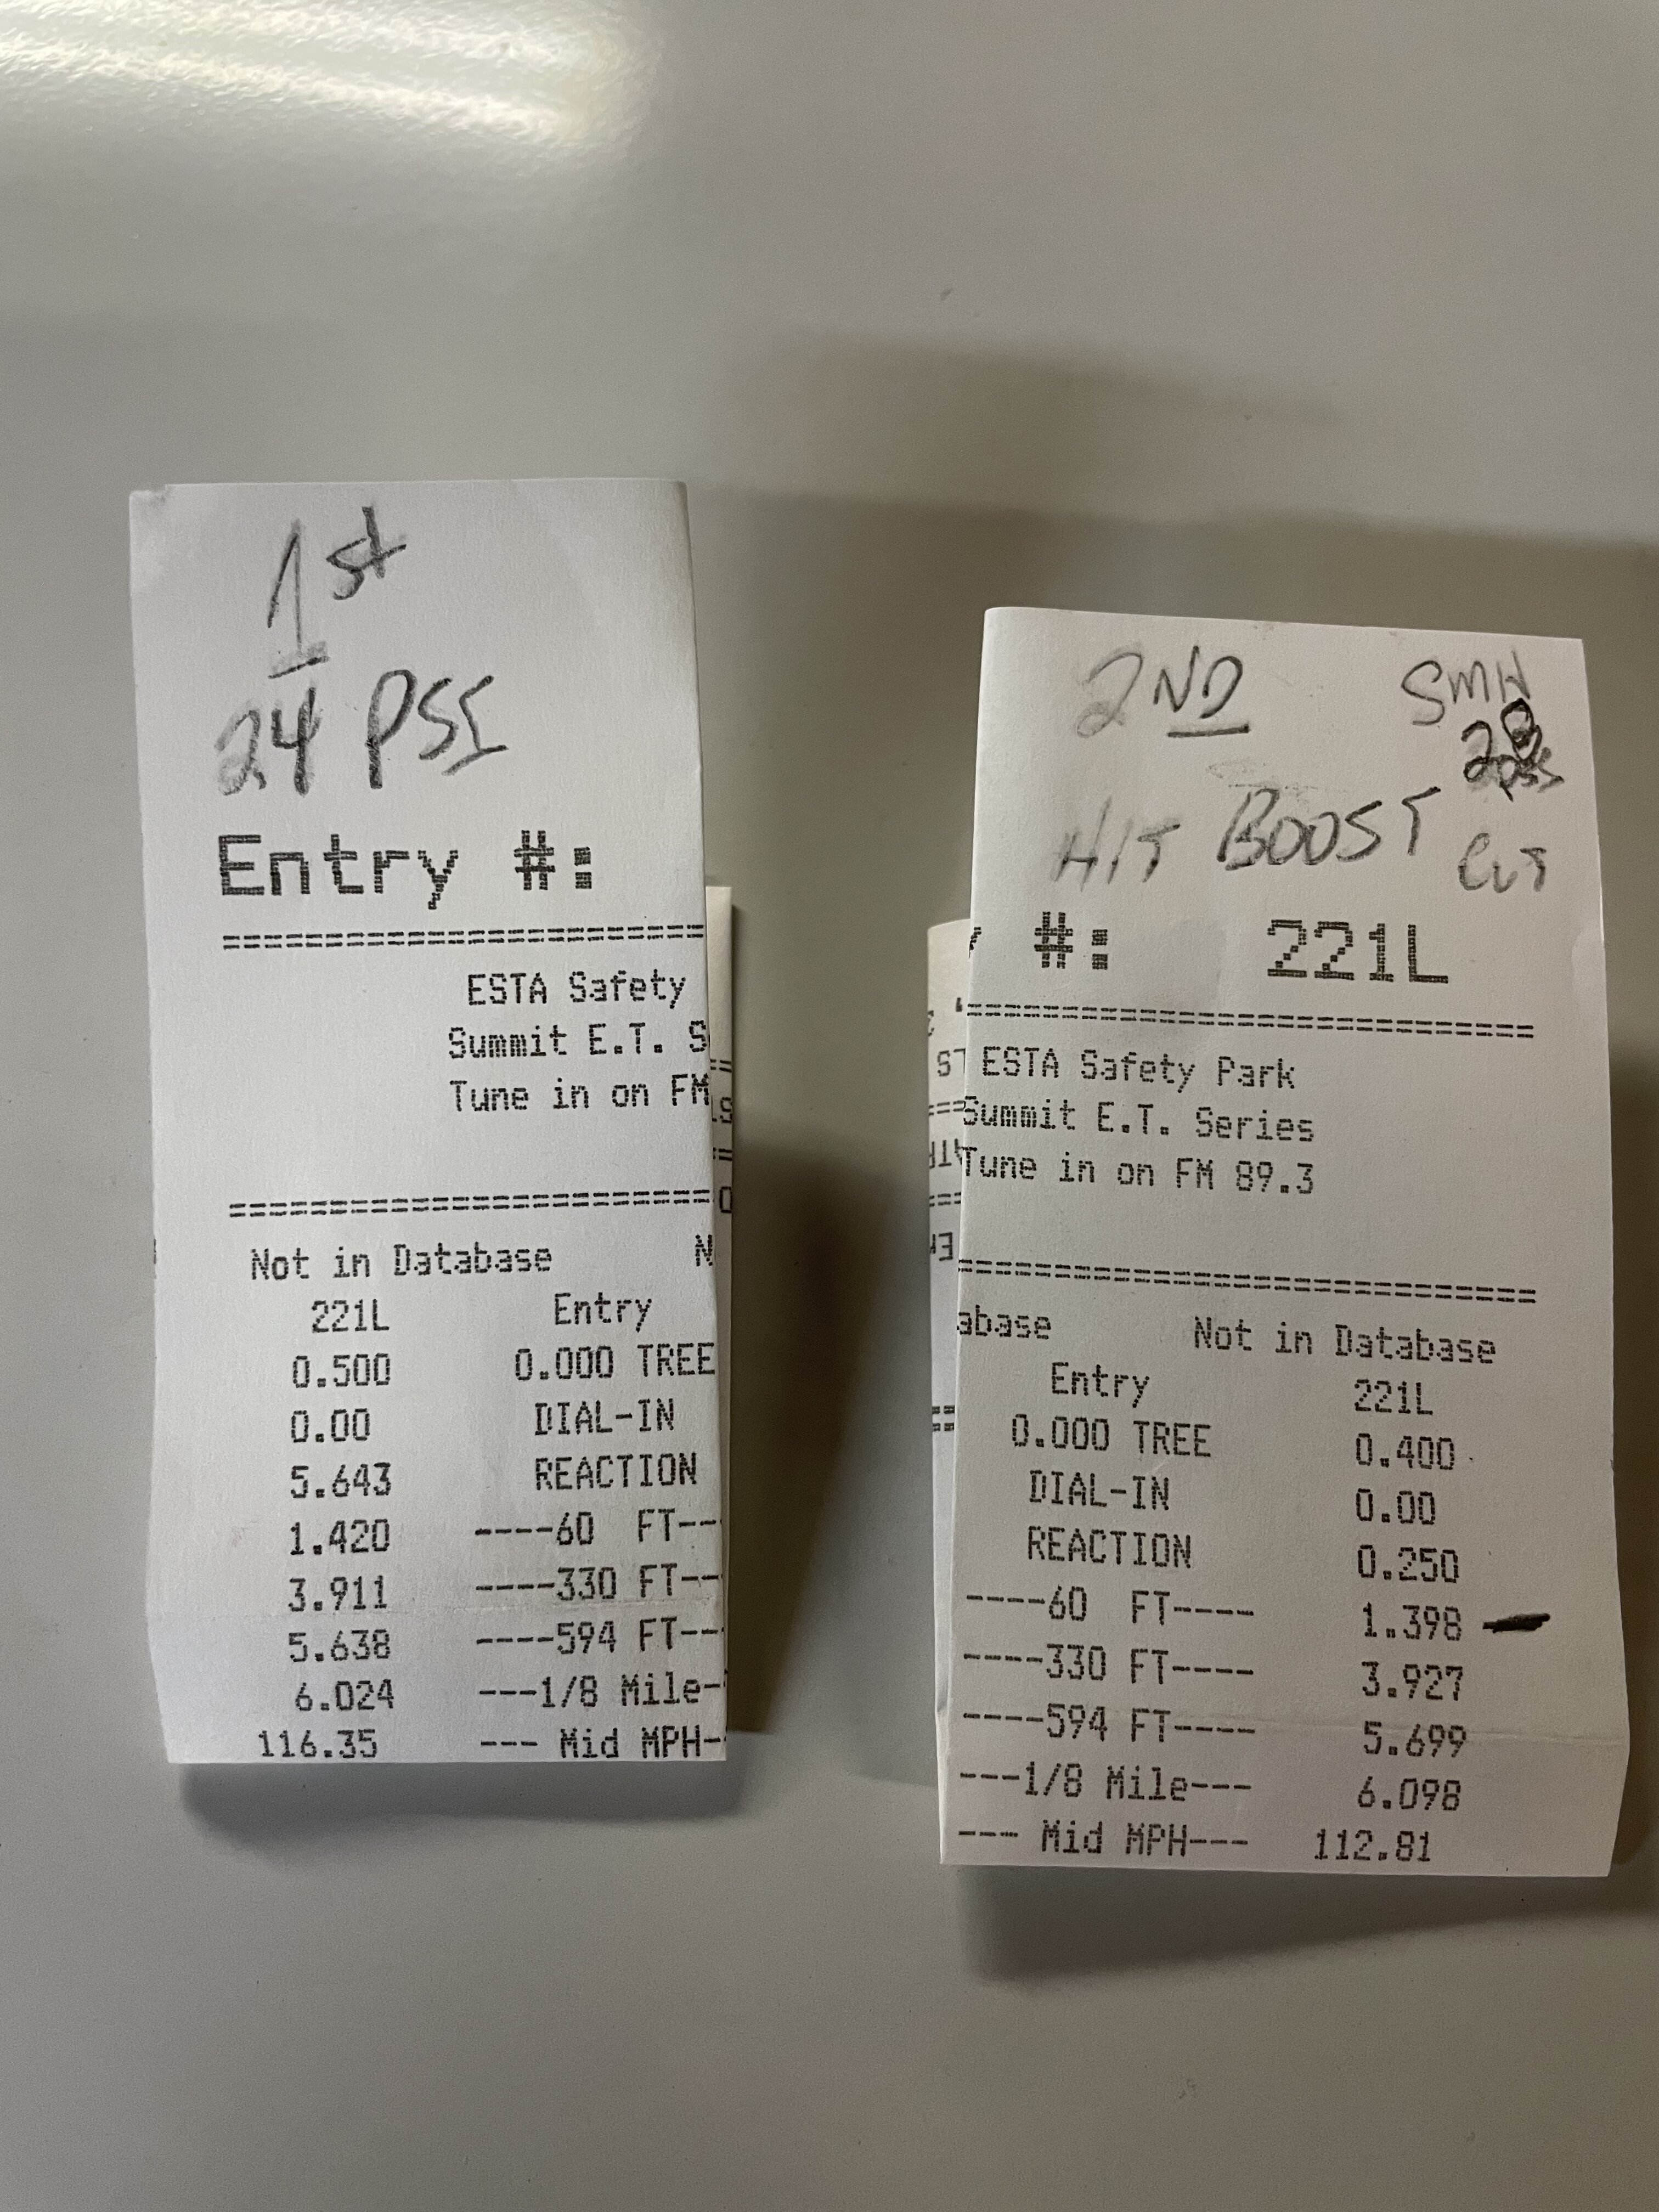 1st
24 PSI
Entry #:
=============================
ESTA Safety
Summit E.T. S
Tune in on FM
=============================
Not in Database N
221L Entry
0.500 0.000 TREE
0.00 DIAL-IN
5.643 REACTION
1.420 ----60 FT--
3.911 ----330 FT--
5.638 ----594 FT--
6.024 ---1/8 Mile-
116.35 --- Mid MPH-
2ND SMH
HIT BOOST CUT
#: 221L
==================================
ESTA Safety Park
Summit E.T. Series
Tune in on FM 89.3
==================================
abase Not in Database
Entry 221L
0.000 TREE 0.400
DIAL-IN 0.00
REACTION 0.250
----60 FT---- 1.398
----330 FT---- 3.927
----594 FT---- 5.699
---1/8 Mile--- 6.098
--- Mid MPH--- 112.81